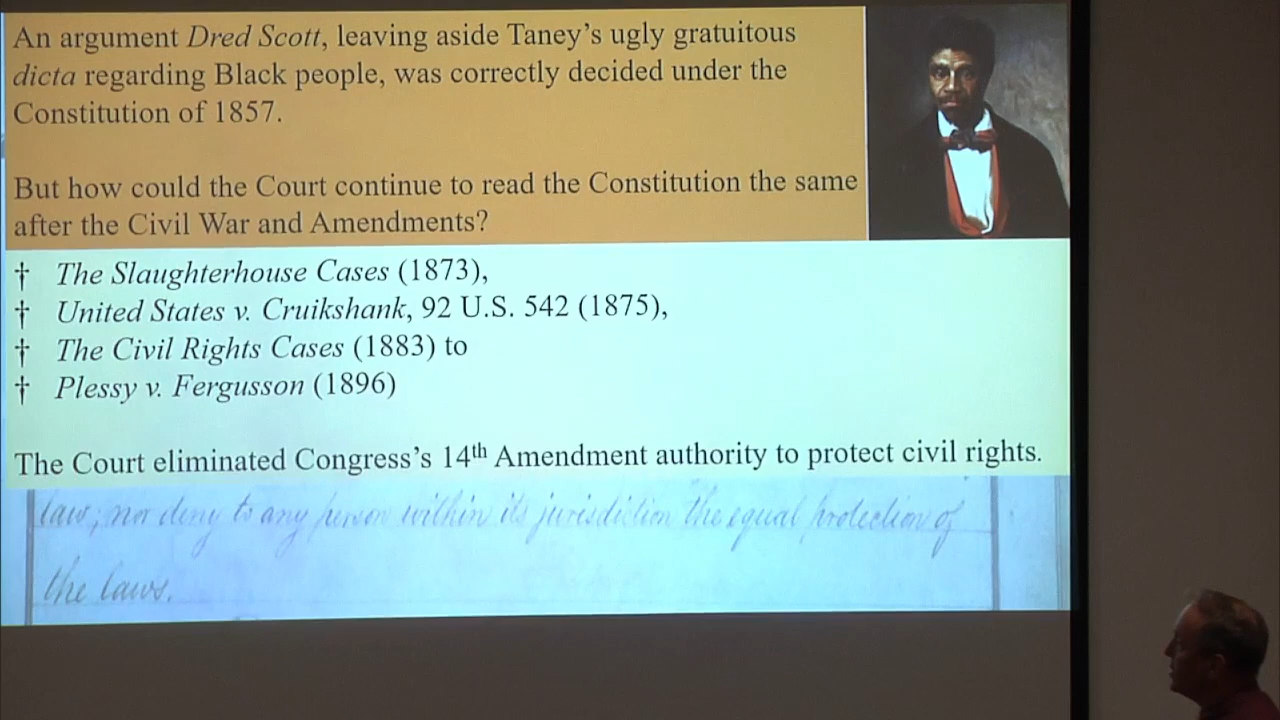 An argument Dred Scott, leaving aside Taney's ugly gratuitous
dicta regarding Black people, was correctly decided under the
Constitution of 1857.
But how could the Court continue to read the Constitution the same
after the Civil War and Amendments?
† The Slaughterhouse Cases (1873),
† United States v. Cruikshank, 92 U.S. 542 (1875),
† The Civil Rights Cases (1883) to
† Plessy v. Fergusson (1896)
The Court eliminated Congress's 14th Amendment authority to protect civil rights.
law; nor deny to any person within its jurisdiction the equal protection of
the laws.